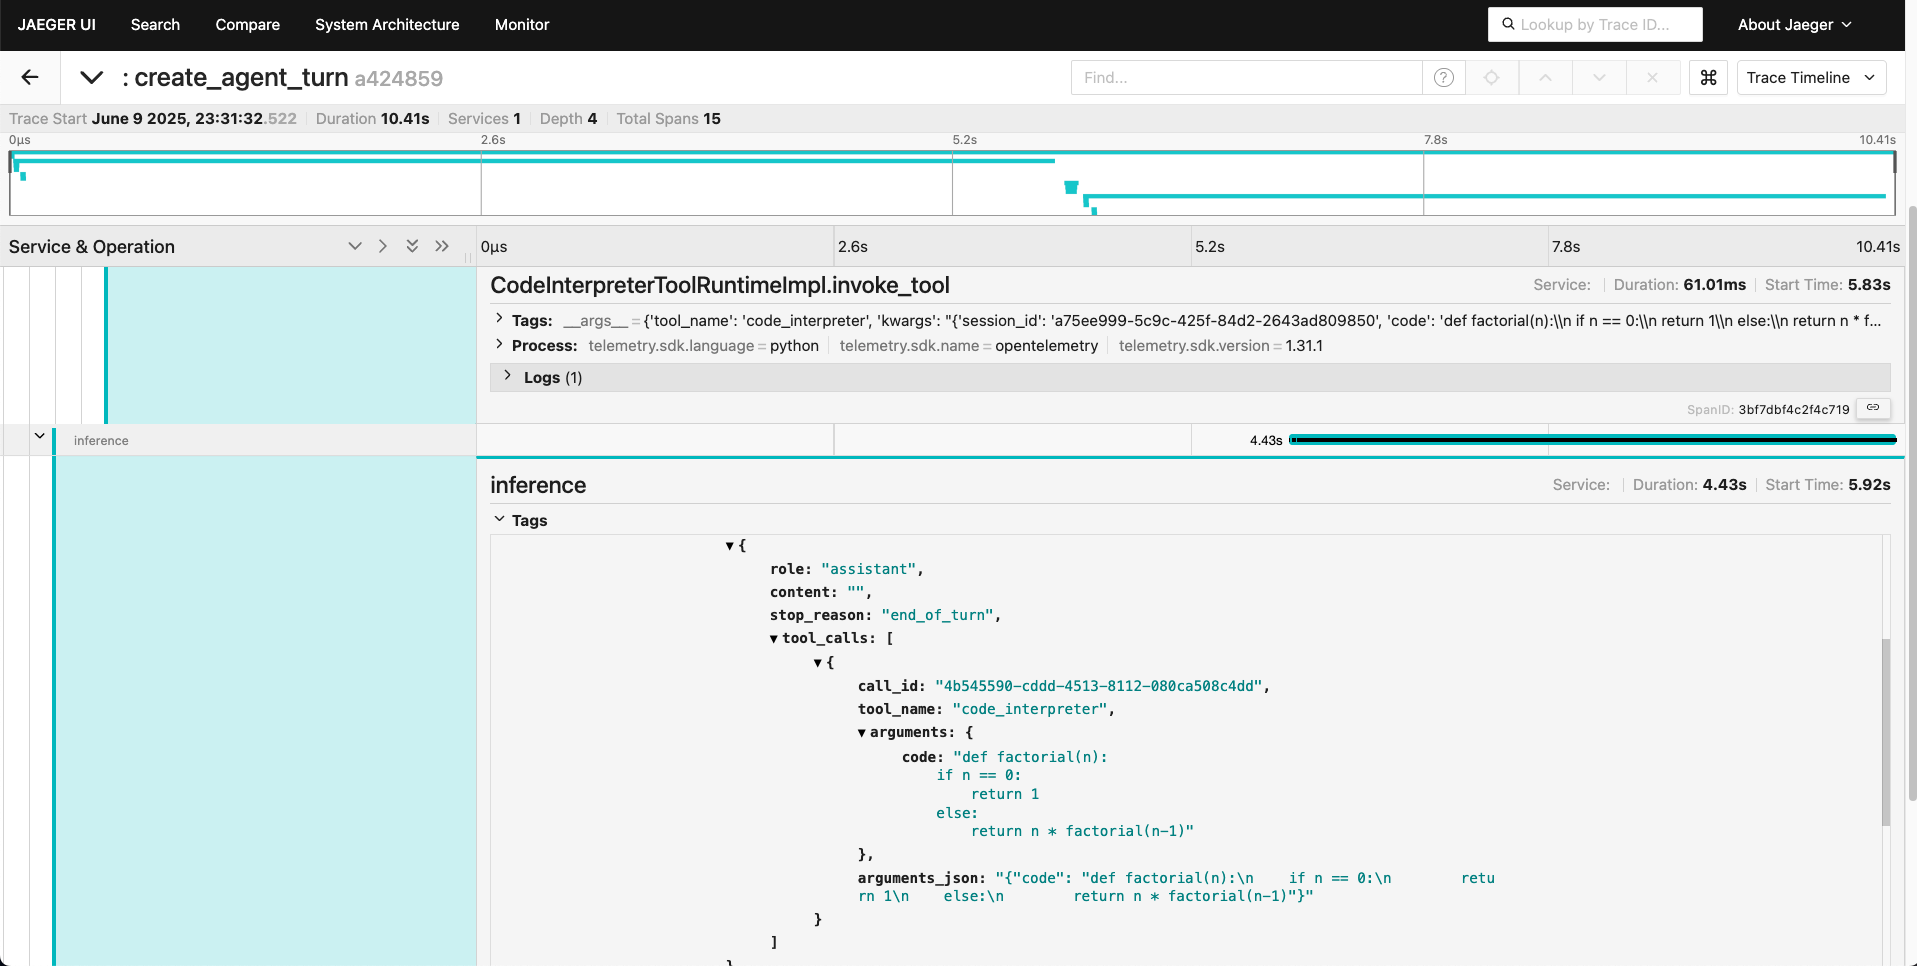 JAEGER UI Search Compare System Architecture Monitor Lookup by Trace ID... About Jaeger
: create_agent_turn a424859 Find... ? ⌘ Trace Timeline
Trace Start June 9 2025, 23:31:32.522 Duration 10.41s Services 1 Depth 4 Total Spans 15
0μs 2.6s 5.2s 7.8s 10.41s
Service & Operation 0μs 2.6s 5.2s 7.8s 10.41s
CodeInterpreterToolRuntimeImpl.invoke_tool Service: Duration: 61.01ms Start Time: 5.83s
Tags: __args__ = {'tool_name': 'code_interpreter', 'kwargs': "{'session_id': 'a75ee999-5c9c-425f-84d2-2643ad809850', 'code': 'def factorial(n):\\n if n == 0:\\n return 1\\n else:\\n return n * f...
Process: telemetry.sdk.language = python telemetry.sdk.name = opentelemetry telemetry.sdk.version = 1.31.1
Logs (1)
SpanID: 3bf7dbf4c2f4c719
inference 4.43s
inference Service: Duration: 4.43s Start Time: 5.92s
Tags
{
role: "assistant",
content: "",
stop_reason: "end_of_turn",
tool_calls: [
{
call_id: "4b545590-cddd-4513-8112-080ca508c4dd",
tool_name: "code_interpreter",
arguments: {
code: "def factorial(n):
if n == 0:
return 1
else:
return n * factorial(n-1)"
},
arguments_json: "{"code": "def factorial(n):\n    if n == 0:\n        retu
rn 1\n    else:\n        return n * factorial(n-1)"}"
}
]